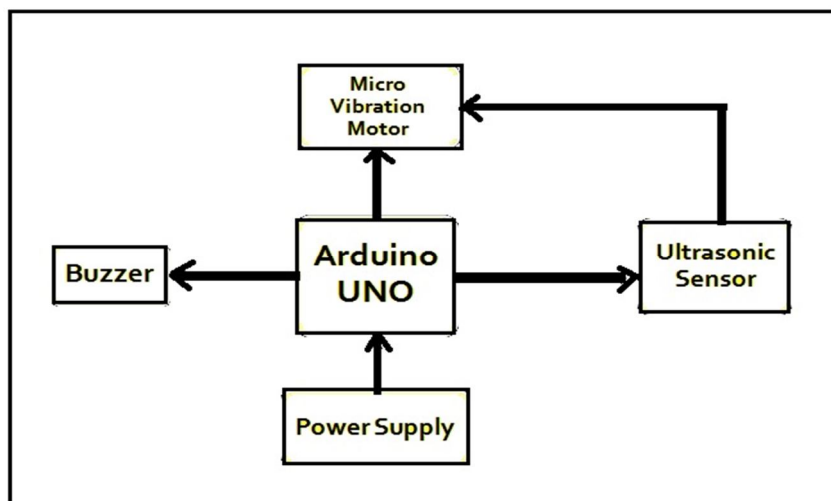 Micro
Vibration
Motor
Buzzer
Arduino
UNO
Ultrasonic
Sensor
Power Supply